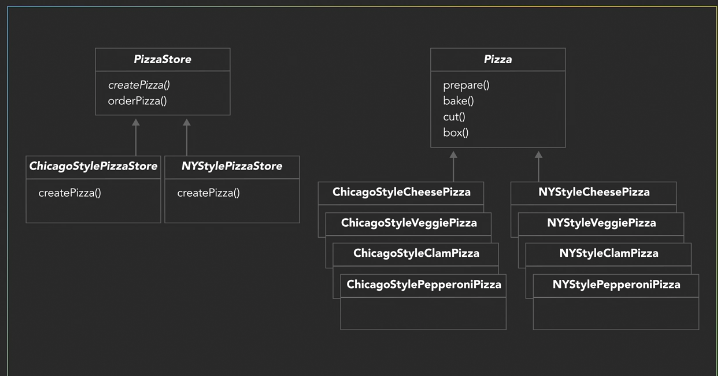 PizzaStore
createPizza()
orderPizza()
ChicagoStylePizzaStore
createPizza()
NYStylePizzaStore
createPizza()
Pizza
prepare()
bake()
cut()
box()
ChicagoStyleCheesePizza
ChicagoStyleVeggiePizza
ChicagoStyleClamPizza
ChicagoStylePepperoniPizza
NYStyleCheesePizza
NYStyleVeggiePizza
NYStyleClamPizza
NYStylePepperoniPizza